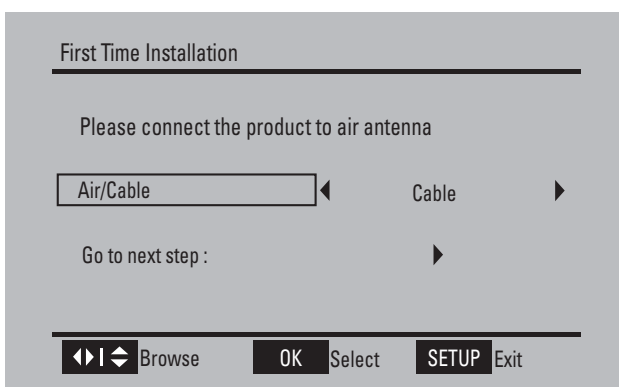 First Time Installation
Please connect the product to air antenna
Air/Cable Cable
Go to next step :
Browse OK Select SETUP Exit